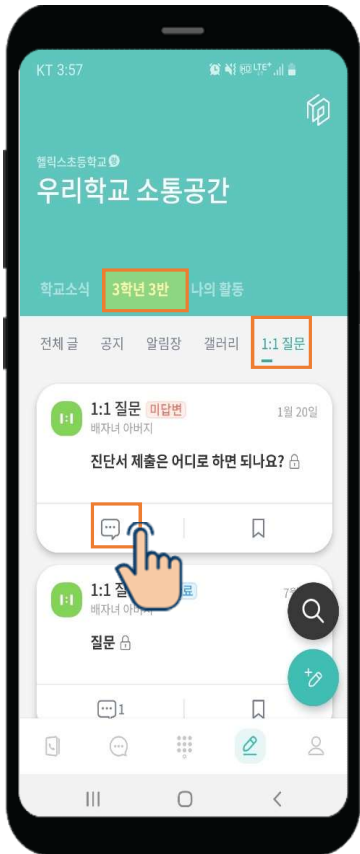 KT 3:57
LTE+
헬릭스초등학교
우리학교 소통공간
학교소식 3학년 3반 나의 활동
전체 글 공지 알림장 갤러리 1:1 질문
1:1 1:1 질문 미답변 1월 20일
배자녀 아버지
진단서 제출은 어디로 하면 되나요?
1:1 1:1
배자녀
질문
1